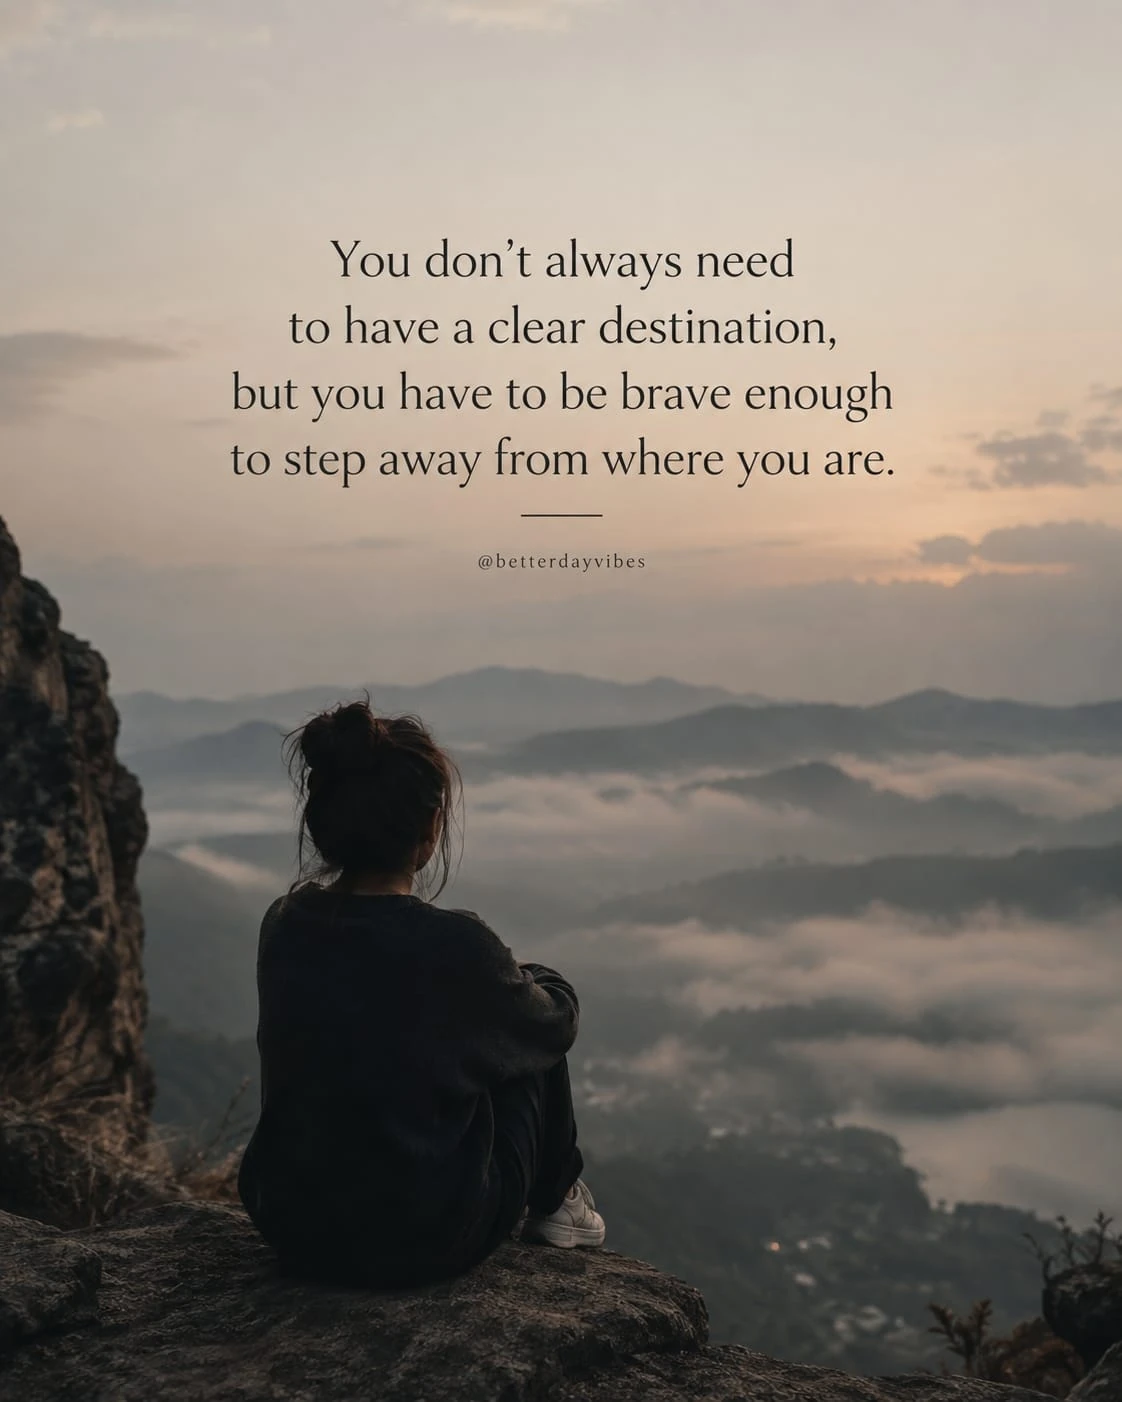 You don’t always need
to have a clear destination,
but you have to be brave enough
to step away from where you are.
@betterdayvibes